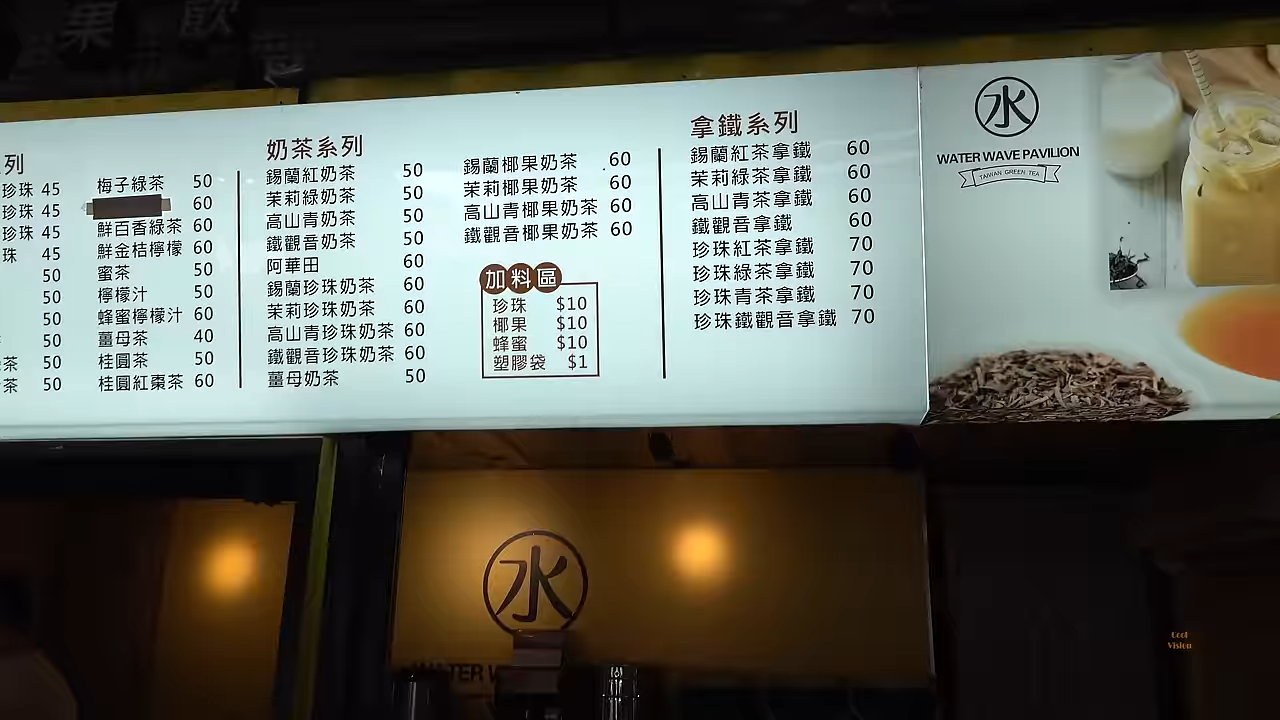 果 歐
列
珍珠 45
珍珠 45
珍珠 45
珠 45
50
50
50
50
茶 50
茶 50
梅子綠茶 50
60
鮮百香綠茶 60
鮮金桔檸檬 60
蜜茶 50
檸檬汁 50
蜂蜜檸檬汁 60
薑母茶 40
桂圓茶 50
桂圓紅棗茶 60
奶茶系列
錫蘭紅奶茶 50
茉莉綠奶茶 50
高山青奶茶 50
鐵觀音奶茶 50
阿華田 60
錫蘭珍珠奶茶 60
茉莉珍珠奶茶 60
高山青珍珠奶茶 60
鐵觀音珍珠奶茶 60
薑母奶茶 50
錫蘭椰果奶茶 60
茉莉椰果奶茶 60
高山青椰果奶茶 60
鐵觀音椰果奶茶 60
加料區
珍珠 $10
椰果 $10
蜂蜜 $10
塑膠袋 $1
拿鐵系列
錫蘭紅茶拿鐵 60
茉莉綠茶拿鐵 60
高山青茶拿鐵 60
鐵觀音拿鐵 60
珍珠紅茶拿鐵 70
珍珠綠茶拿鐵 70
珍珠青茶拿鐵 70
珍珠鐵觀音拿鐵 70
水
WATER WAVE PAVILION
TAIWAN GREEN TEA
水
WATER W
Cool
Vision